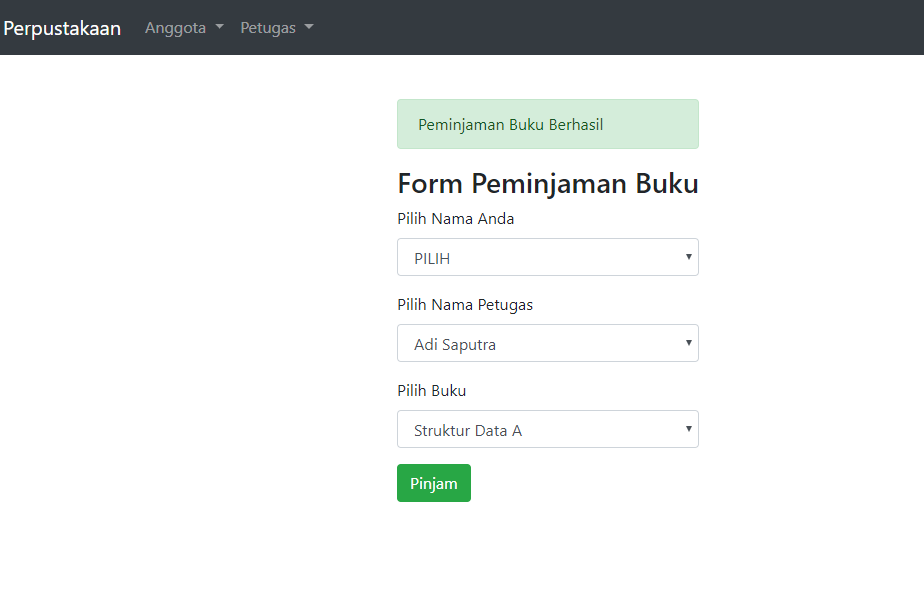 Perpustakaan Anggota Petugas
Peminjaman Buku Berhasil
Form Peminjaman Buku
Pilih Nama Anda
PILIH
Pilih Nama Petugas
Adi Saputra
Pilih Buku
Struktur Data A
Pinjam